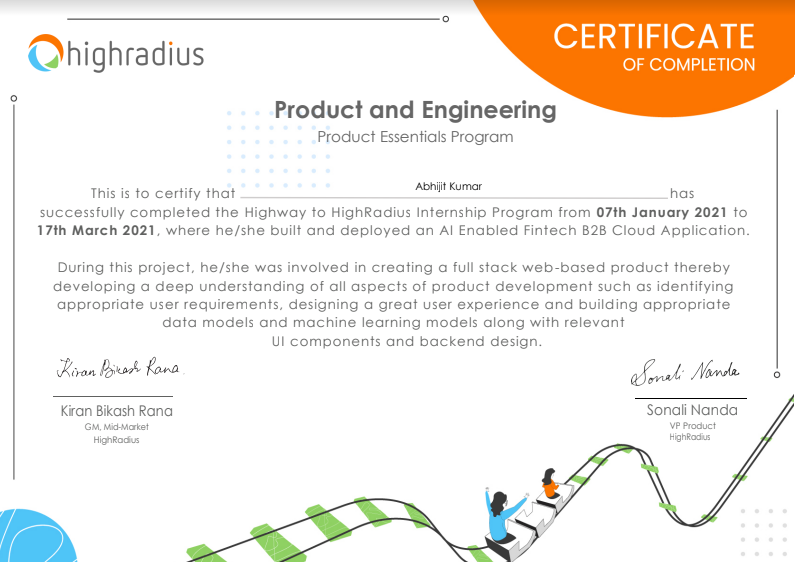 highradius
CERTIFICATE
OF COMPLETION
Product and Engineering
Product Essentials Program
This is to certify that Abhijit Kumar has
successfully completed the Highway to HighRadius Internship Program from 07th January 2021 to
17th March 2021, where he/she built and deployed an AI Enabled Fintech B2B Cloud Application.
During this project, he/she was involved in creating a full stack web-based product thereby
developing a deep understanding of all aspects of product development such as identifying
appropriate user requirements, designing a great user experience and building appropriate
data models and machine learning models along with relevant
UI components and backend design.
Kiran Bikash Rana
Kiran Bikash Rana
GM, Mid-Market
HighRadius
Sonali Nanda
Sonali Nanda
VP Product
HighRadius